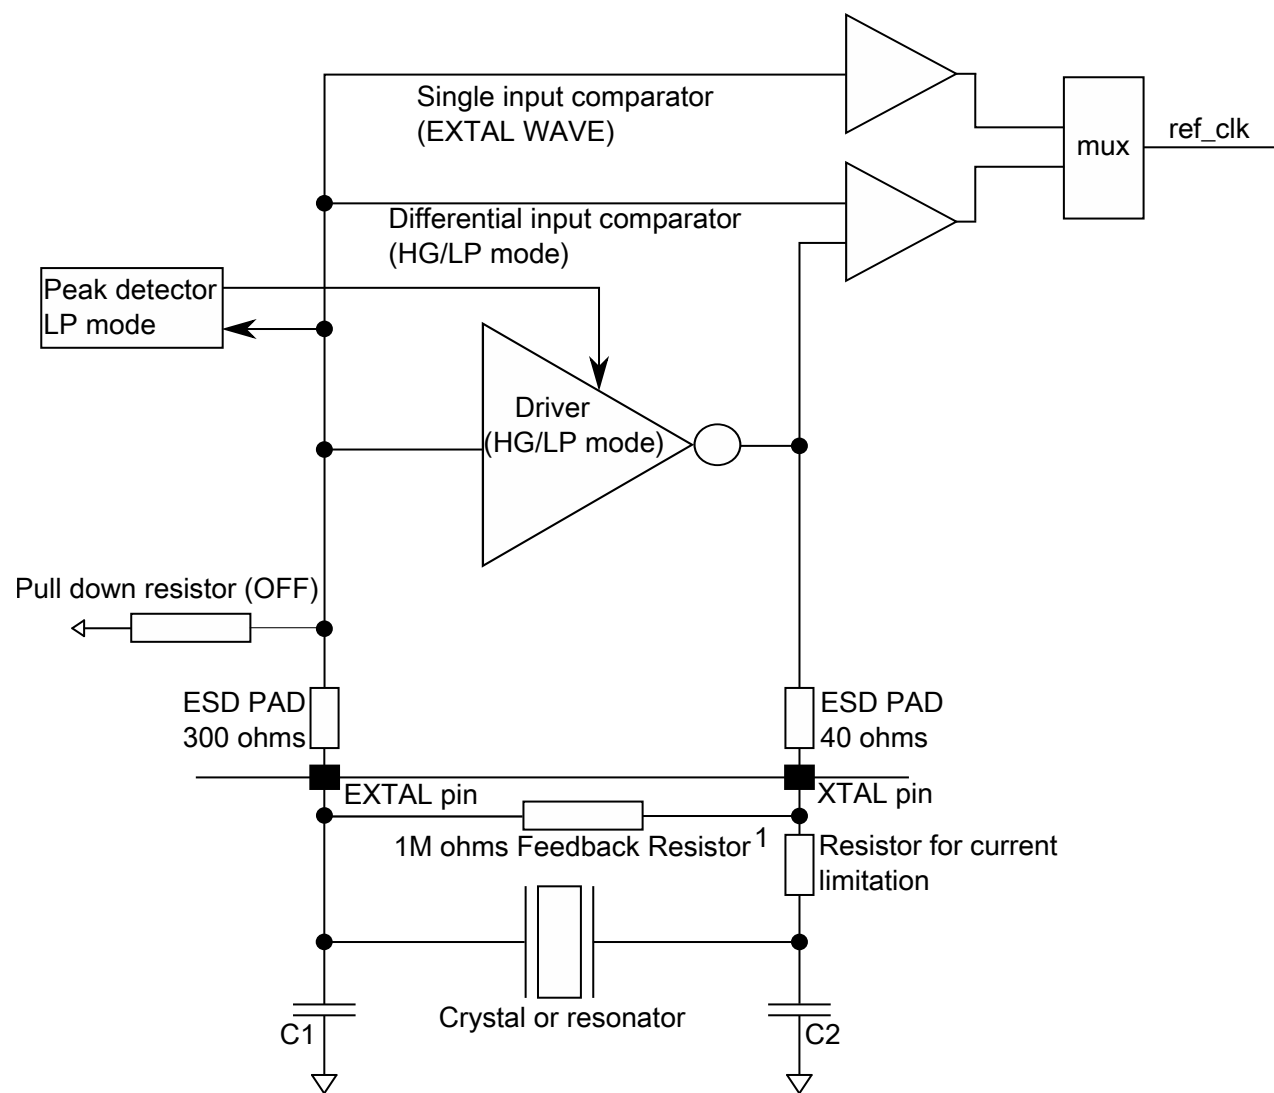 Single input comparator
(EXTAL WAVE)
mux
ref_clk
Differential input comparator
(HG/LP mode)
Peak detector
LP mode
Driver
(HG/LP mode)
Pull down resistor (OFF)
ESD PAD
300 ohms
ESD PAD
40 ohms
EXTAL pin
XTAL pin
1M ohms Feedback Resistor 1
Resistor for current
limitation
Crystal or resonator
C1
C2